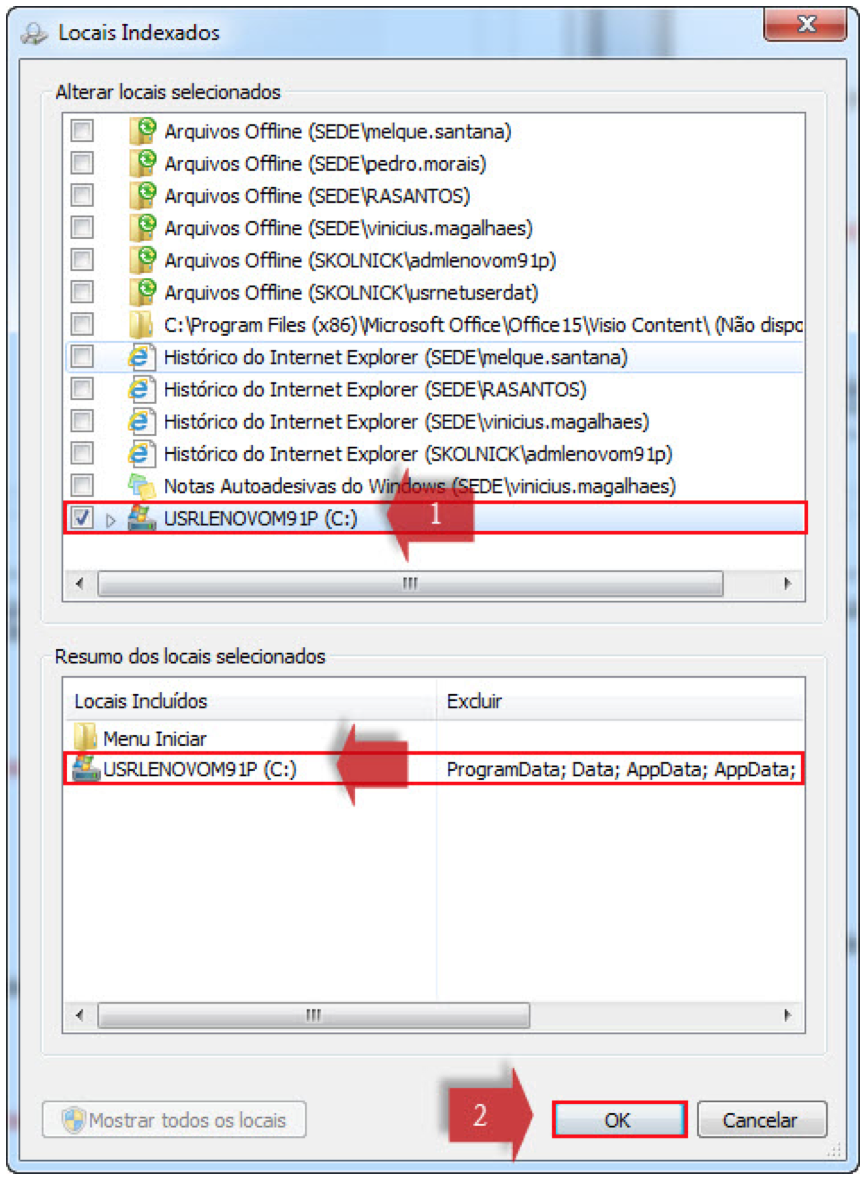 Locais Indexados
Alterar locais selecionados
Arquivos Offline (SEDE\melque.santana)
Arquivos Offline (SEDE\pedro.morais)
Arquivos Offline (SEDE\RASANTOS)
Arquivos Offline (SEDE\vinicius.magalhaes)
Arquivos Offline (SKOLNICK\admlenovom91p)
Arquivos Offline (SKOLNICK\usrnetuserdat)
C:\Program Files (x86)\Microsoft Office\Office15\Visio Content\ (Não dispo
Histórico do Internet Explorer (SEDE\melque.santana)
Histórico do Internet Explorer (SEDE\RASANTOS)
Histórico do Internet Explorer (SEDE\vinicius.magalhaes)
Histórico do Internet Explorer (SKOLNICK\admlenovom91p)
Notas Autoadesivas do Windows (SEDE\vinicius.magalhaes)
USRLENOVOM91P (C:) 1
Resumo dos locais selecionados
Locais Incluídos Excluir
Menu Iniciar
USRLENOVOM91P (C:) ProgramData; Data; AppData; AppData;
Mostrar todos os locais 2 OK Cancelar